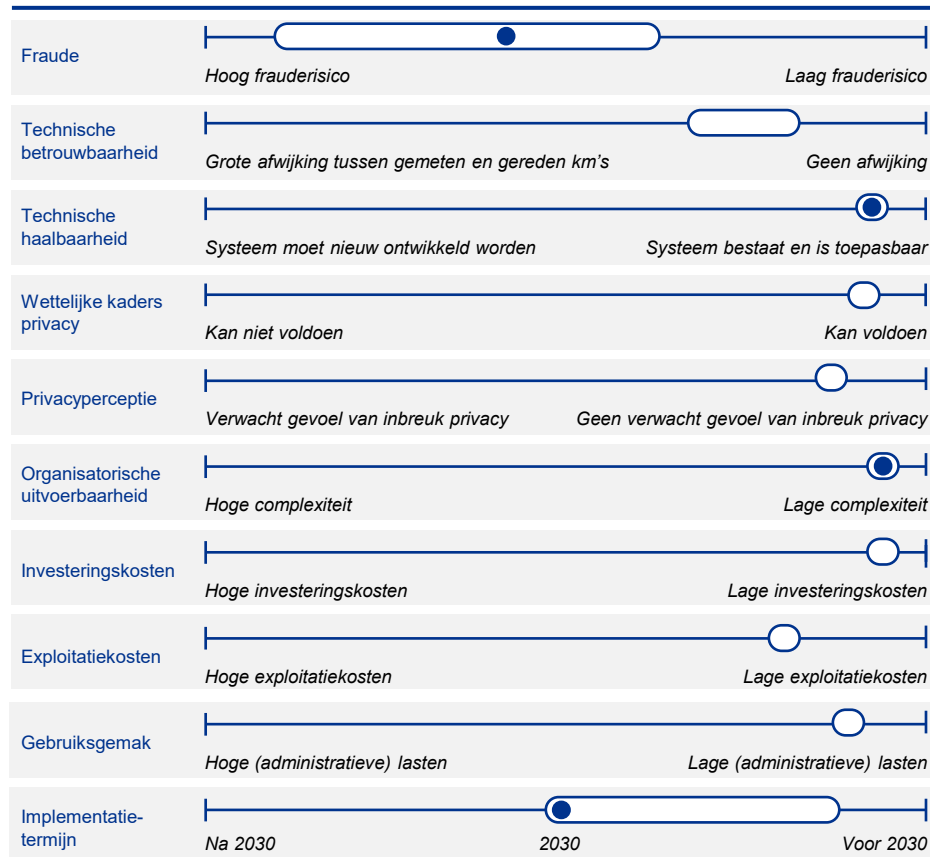 Fraude
Hoog frauderisico
Laag frauderisico
Technische
betrouwbaarheid
Grote afwijking tussen gemeten en gereden km's
Geen afwijking
Technische
haalbaarheid
Systeem moet nieuw ontwikkeld worden
Systeem bestaat en is toepasbaar
Wettelijke kaders
privacy
Kan niet voldoen
Kan voldoen
Privacyperceptie
Verwacht gevoel van inbreuk privacy
Geen verwacht gevoel van inbreuk privacy
Organisatorische
uitvoerbaarheid
Hoge complexiteit
Lage complexiteit
Investeringskosten
Hoge investeringskosten
Lage investeringskosten
Exploitatiekosten
Hoge exploitatiekosten
Lage exploitatiekosten
Gebruiksgemak
Hoge (administratieve) lasten
Lage (administratieve) lasten
Implementatie-
termijn
Na 2030
2030
Voor 2030